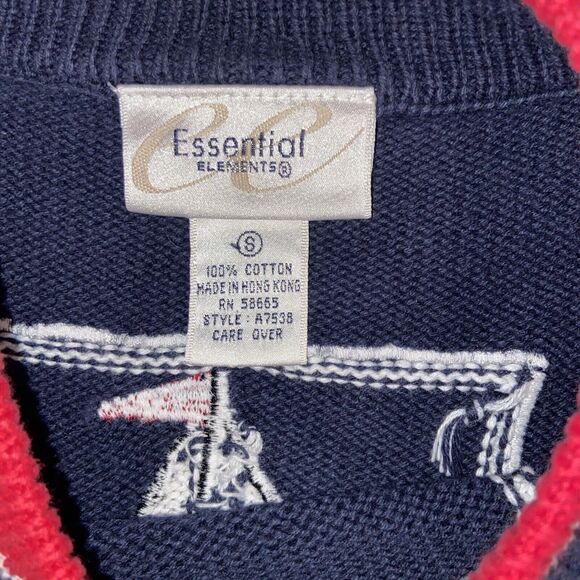 Essential
ELEMENTS®
S
100% COTTON
MADE IN HONG KONG
RN 58665
STYLE : A7538
CARE OVER